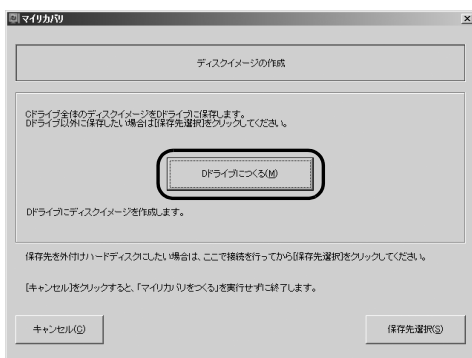 マイリカバリ
ディスクイメージの作成
Cドライブ全体のディスクイメージをDドライブに保存します。
Dドライブ以外に保存したい場合は[保存先選択]をクリックしてください。
Dドライブにつくる(M)
Dドライブにディスクイメージを作成します。
保存先を外付けハードディスクにしたい場合は、ここで接続を行ってから[保存先選択]をクリックしてください。
[キャンセル]をクリックすると、「マイリカバリをつくる」を実行せずに終了します。
キャンセル(C)
保存先選択(S)